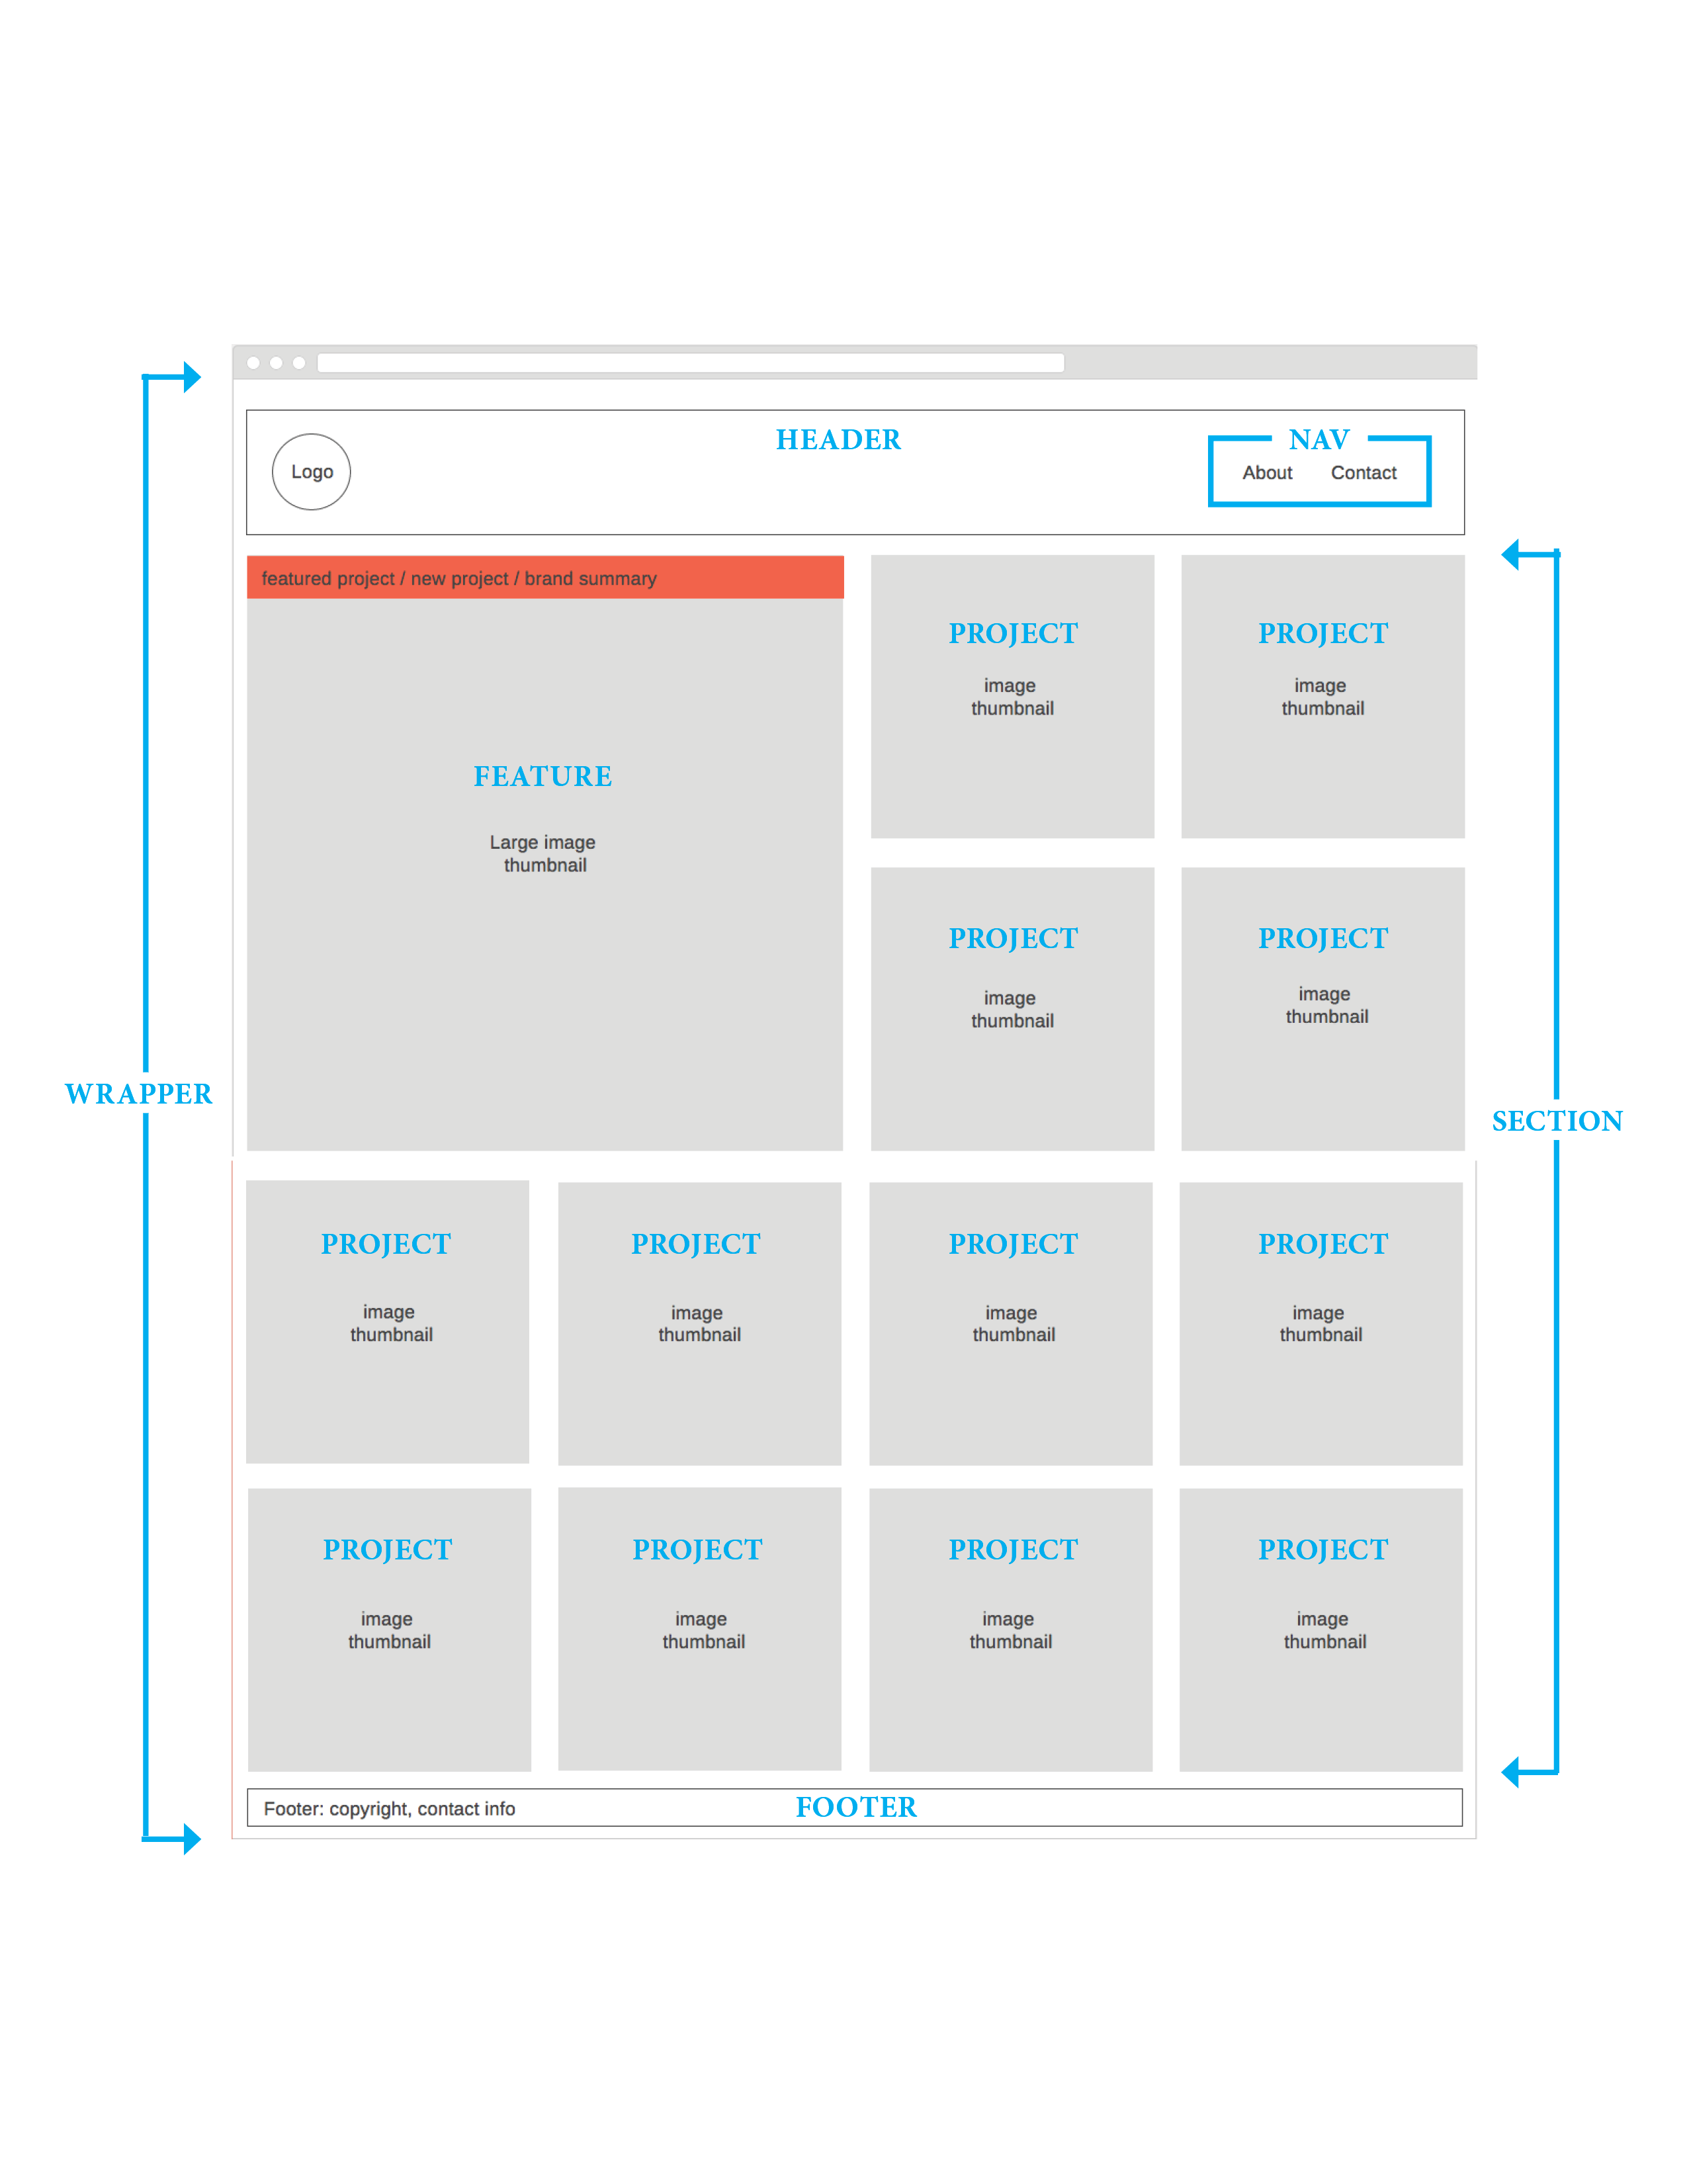 HEADER
NAV
Logo
About Contact
featured project / new project / brand summary
FEATURE
Large image
thumbnail
PROJECT
image
thumbnail
PROJECT
image
thumbnail
PROJECT
image
thumbnail
PROJECT
image
thumbnail
WRAPPER
SECTION
PROJECT
image
thumbnail
PROJECT
image
thumbnail
PROJECT
image
thumbnail
PROJECT
image
thumbnail
PROJECT
image
thumbnail
PROJECT
image
thumbnail
PROJECT
image
thumbnail
PROJECT
image
thumbnail
Footer: copyright, contact info
FOOTER